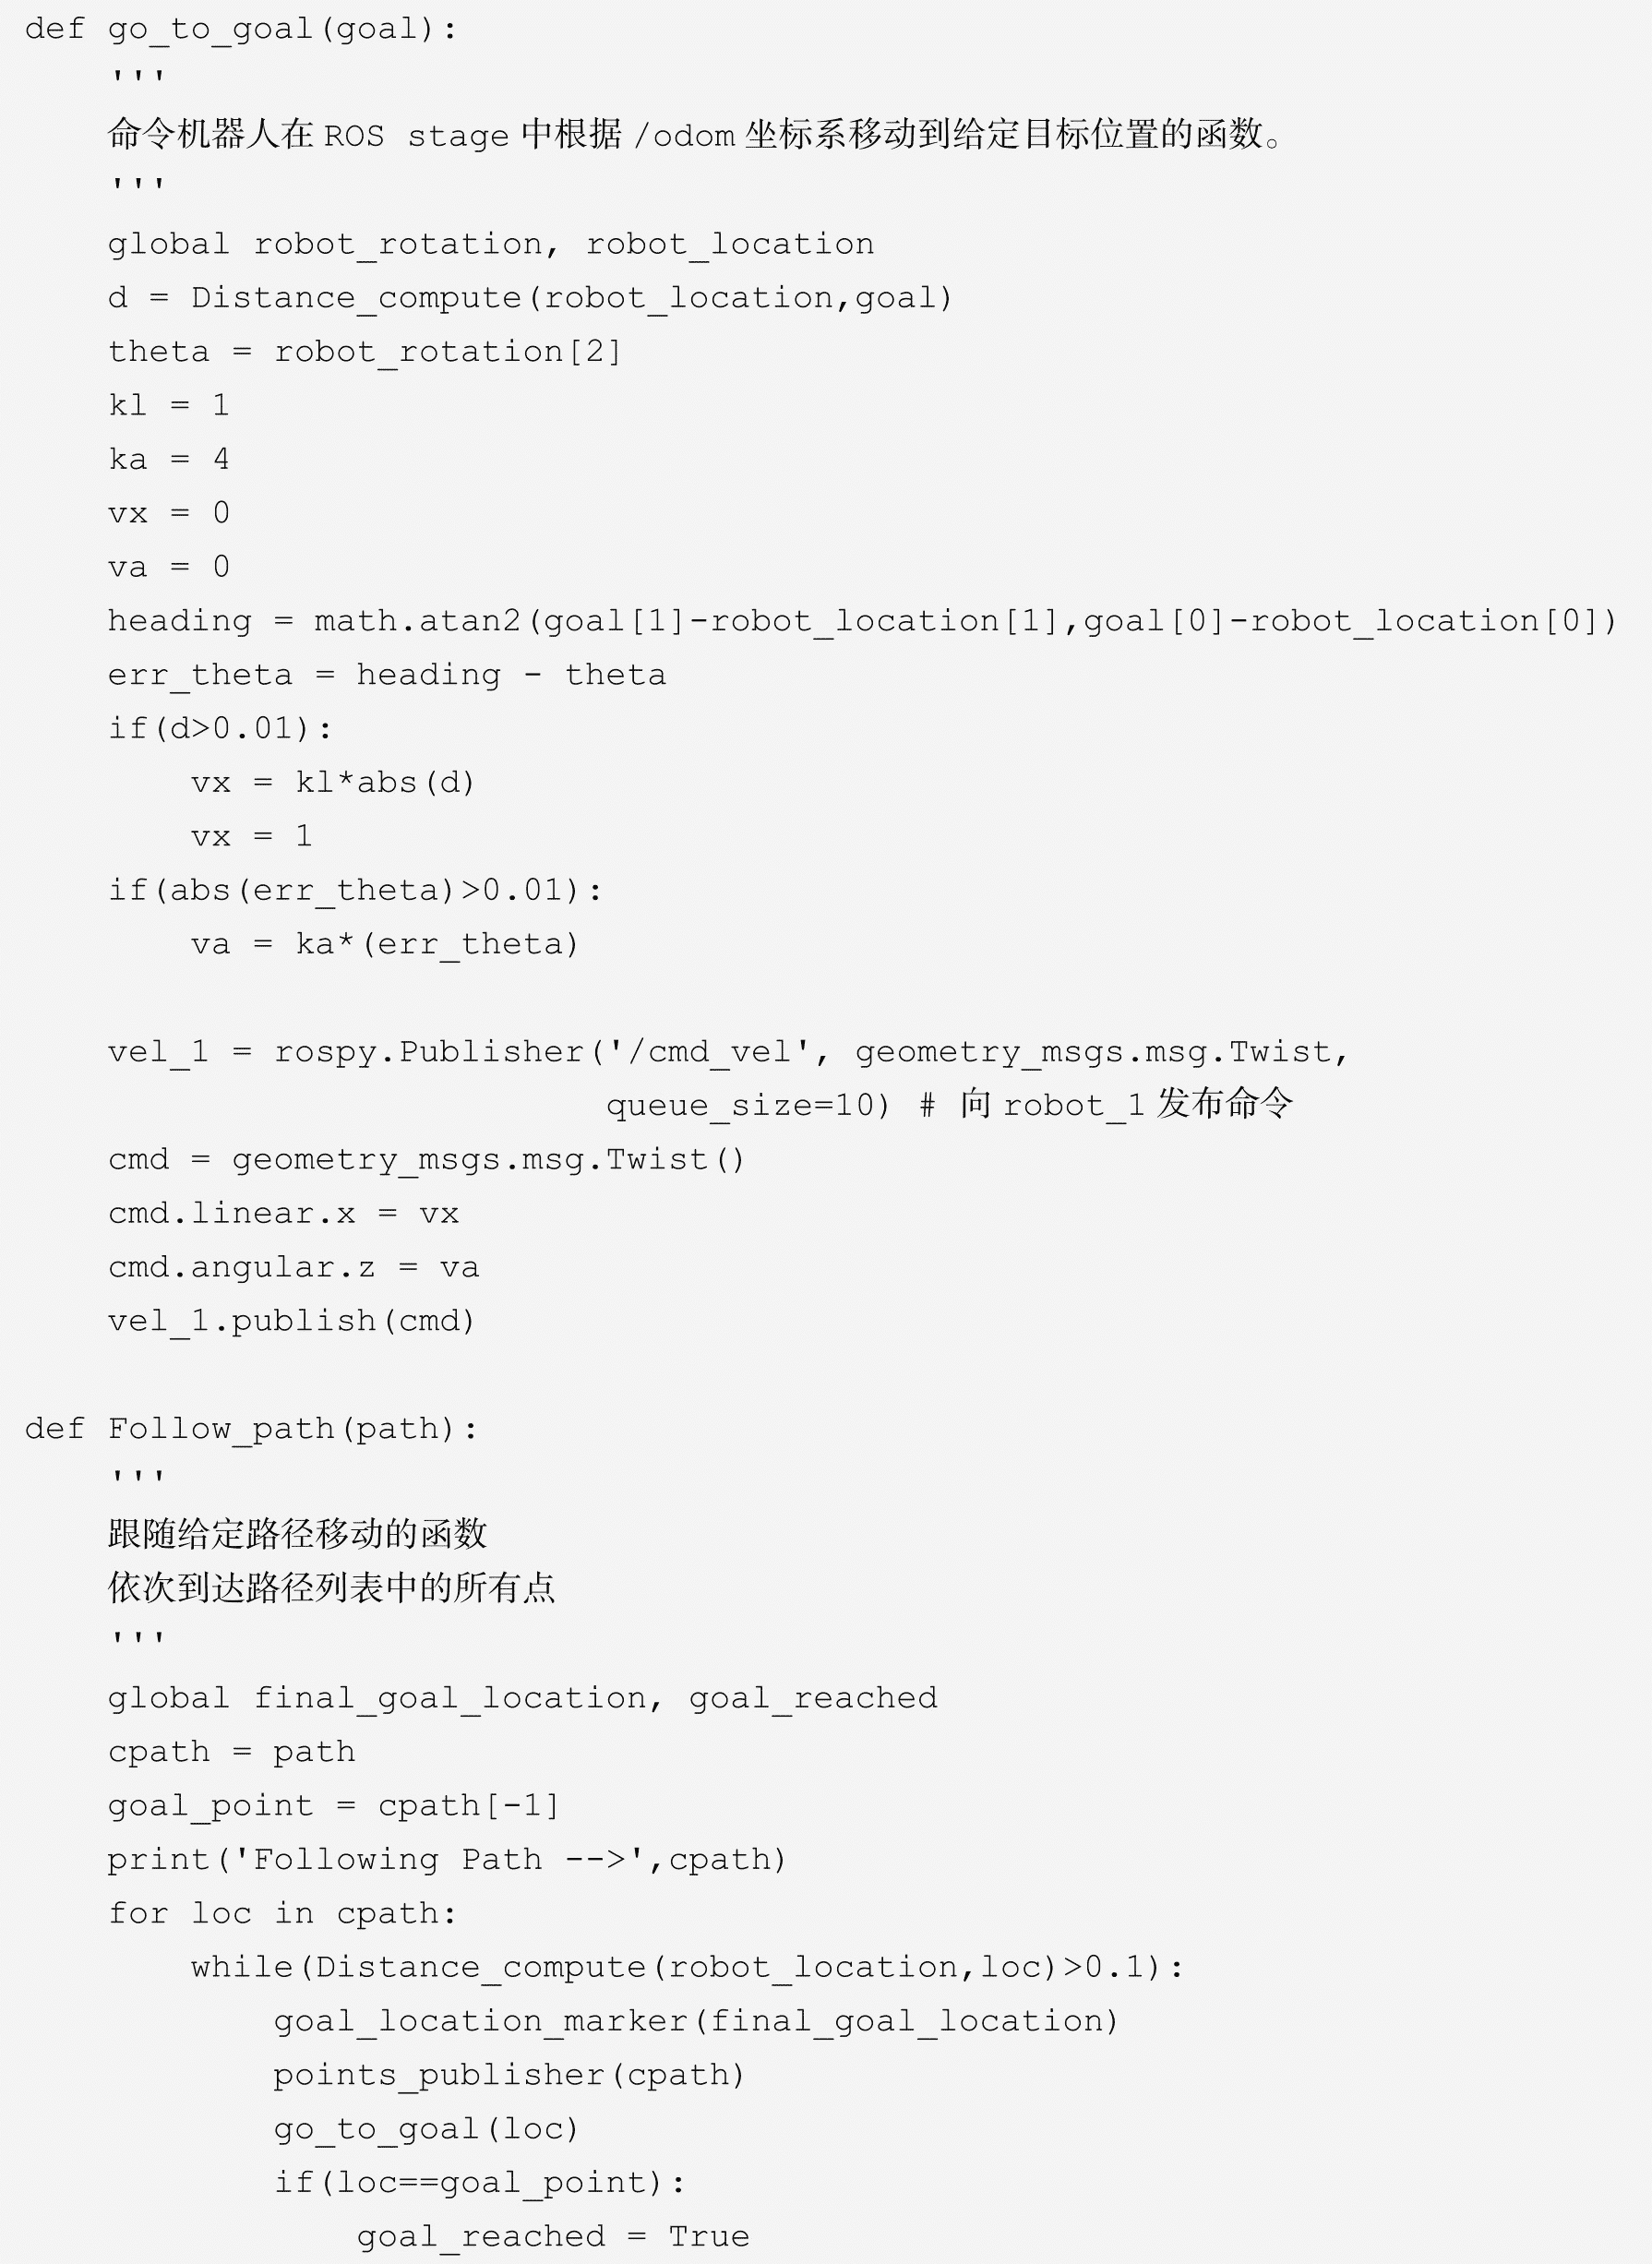 def go_to_goal(goal):
    '''
    命令机器人在 ROS stage 中根据 /odom 坐标系移动到给定目标位置的函数。
    '''
    global robot_rotation, robot_location
    d = Distance_compute(robot_location,goal)
    theta = robot_rotation[2]
    kl = 1
    ka = 4
    vx = 0
    va = 0
    heading = math.atan2(goal[1]-robot_location[1],goal[0]-robot_location[0])
    err_theta = heading - theta
    if(d>0.01):
        vx = kl*abs(d)
        vx = 1
    if(abs(err_theta)>0.01):
        va = ka*(err_theta)

    vel_1 = rospy.Publisher('/cmd_vel', geometry_msgs.msg.Twist,
                            queue_size=10) # 向 robot_1 发布命令
    cmd = geometry_msgs.msg.Twist()
    cmd.linear.x = vx
    cmd.angular.z = va
    vel_1.publish(cmd)

def Follow_path(path):
    '''
    跟随给定路径移动的函数
    依次到达路径列表中的所有点
    '''
    global final_goal_location, goal_reached
    cpath = path
    goal_point = cpath[-1]
    print('Following Path -->',cpath)
    for loc in cpath:
        while(Distance_compute(robot_location,loc)>0.1):
            goal_location_marker(final_goal_location)
            points_publisher(cpath)
            go_to_goal(loc)
            if(loc==goal_point):
                goal_reached = True